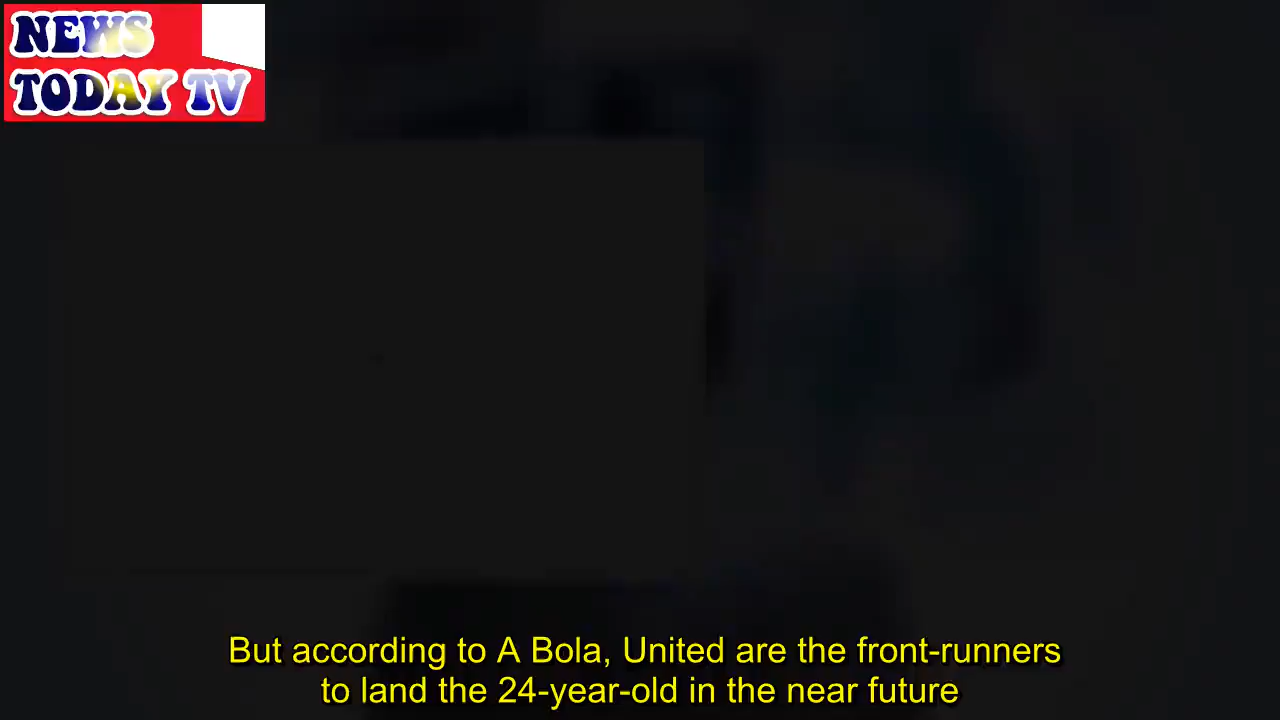 NEWS
TODAY TV
But according to A Bola, United are the front-runners
to land the 24-year-old in the near future